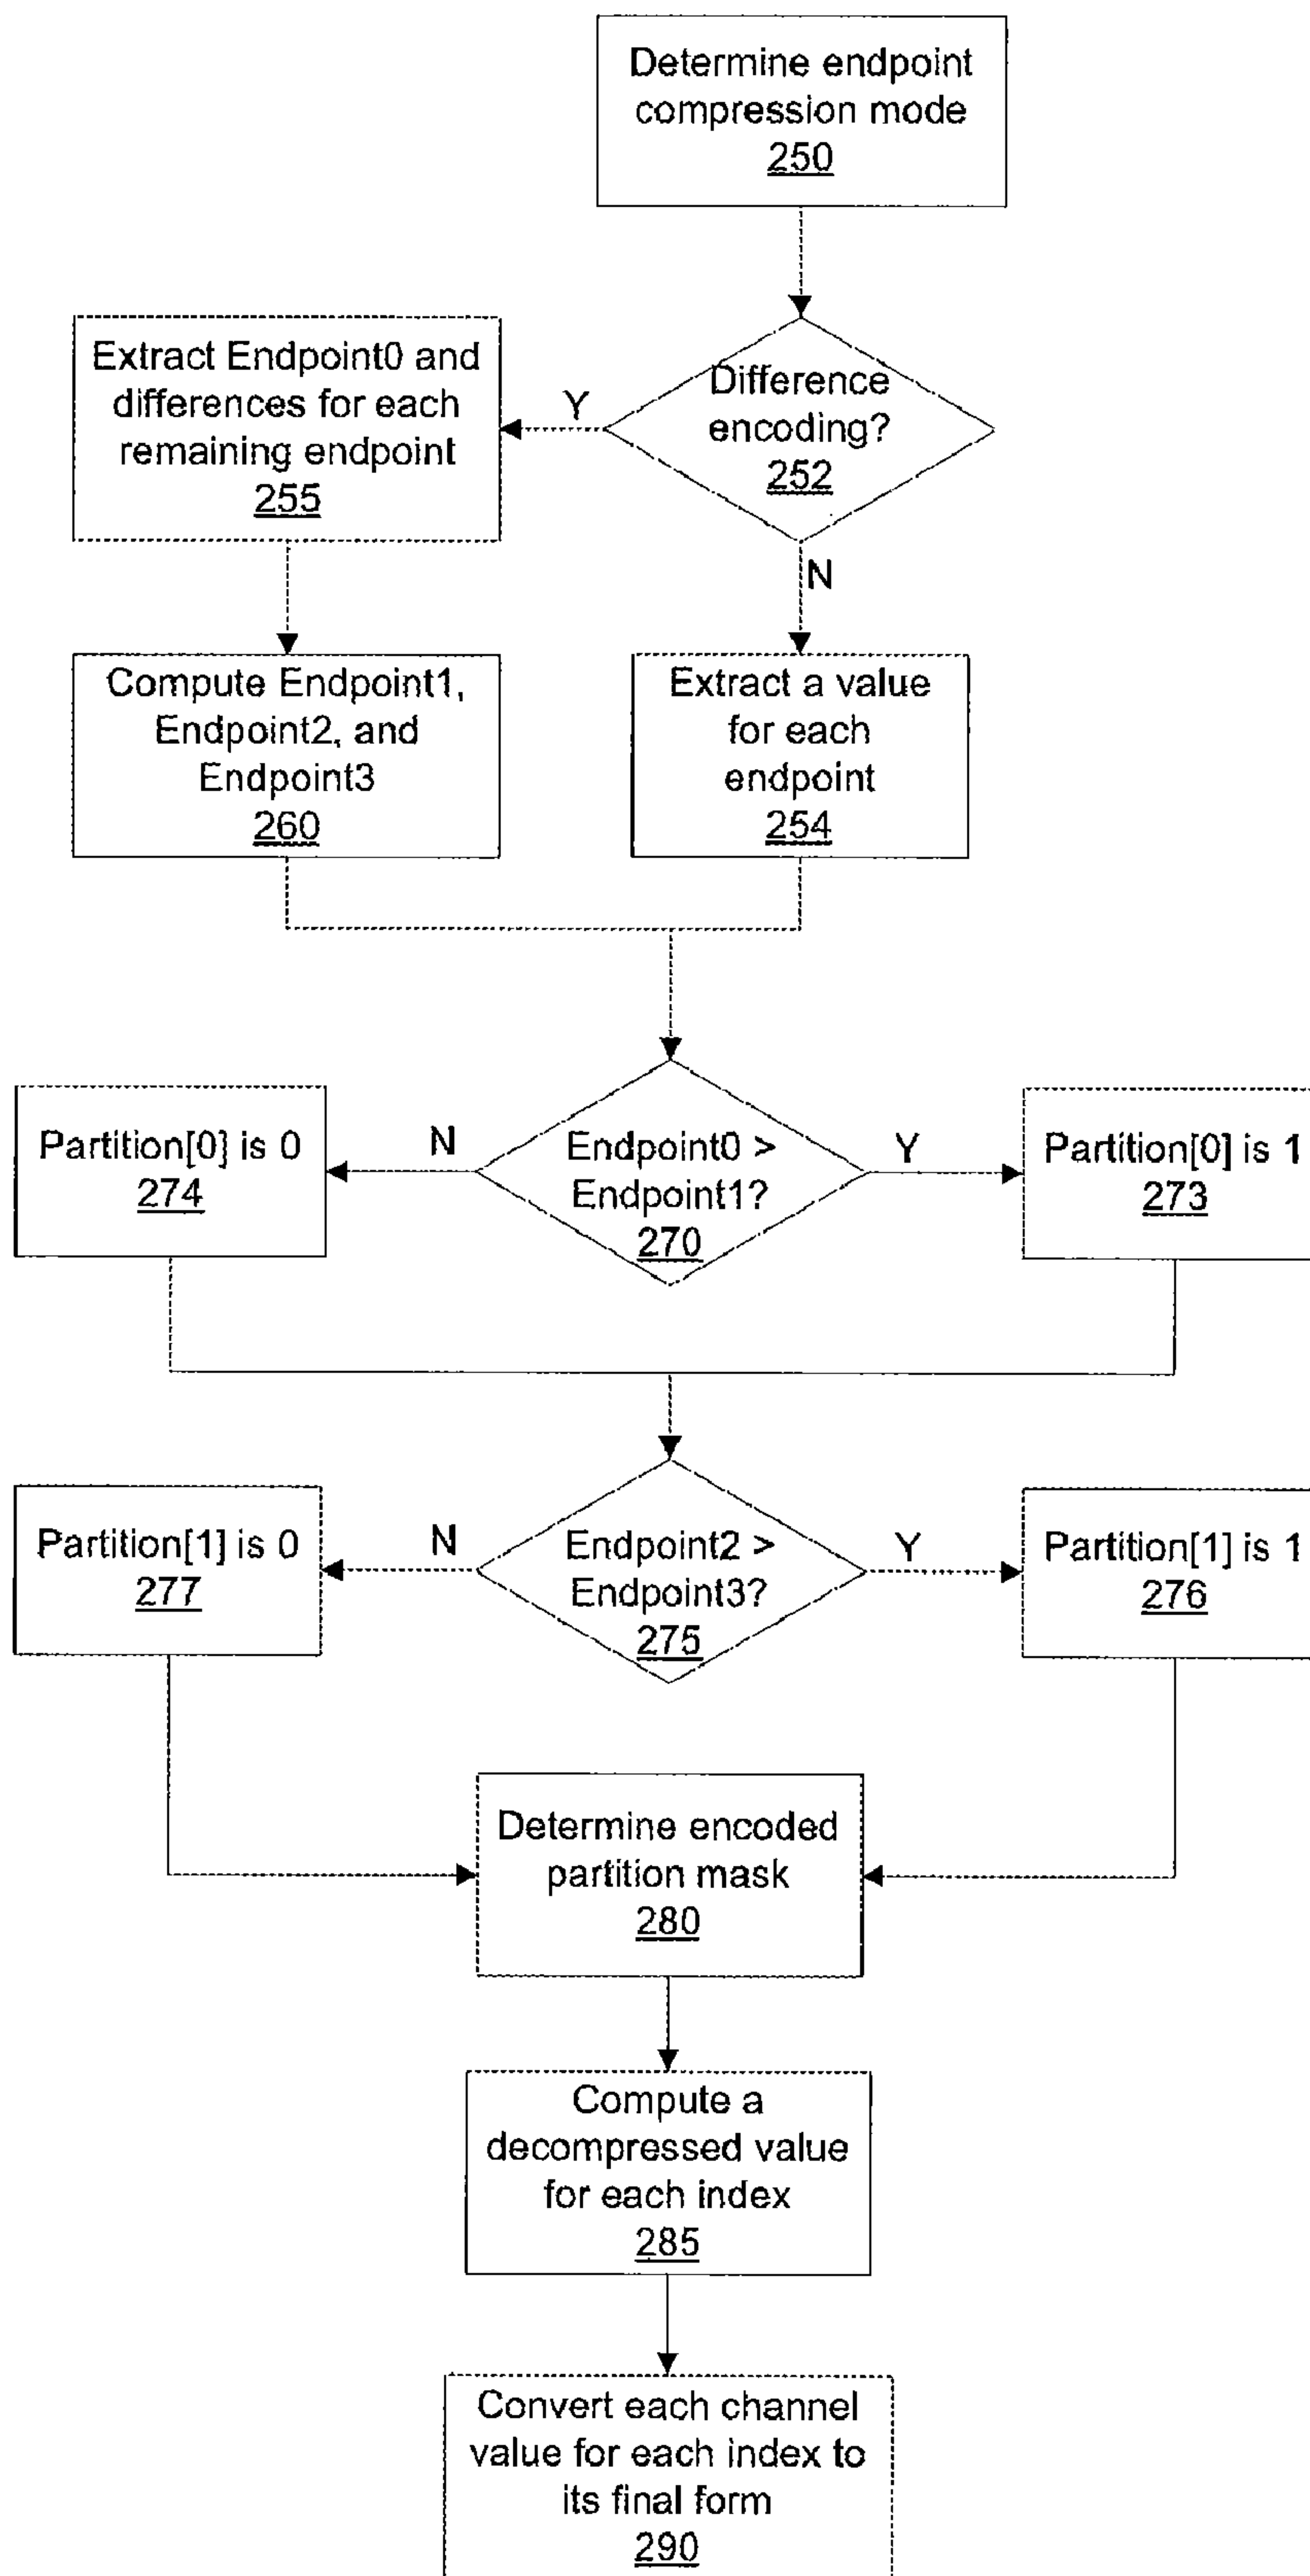 Determine endpoint
compression mode
250
Extract Endpoint0 and
differences for each
remaining endpoint
255
Y
Difference
encoding?
252
N
Compute Endpoint1,
Endpoint2, and
Endpoint3
260
Extract a value
for each
endpoint
254
Partition[0] is 0
274
N
Endpoint0 >
Endpoint1?
270
Y
Partition[0] is 1
273
Partition[1] is 0
277
N
Endpoint2 >
Endpoint3?
275
Y
Partition[1] is 1
276
Determine encoded
partition mask
280
Compute a
decompressed value
for each index
285
Convert each channel
value for each index to
its final form
290